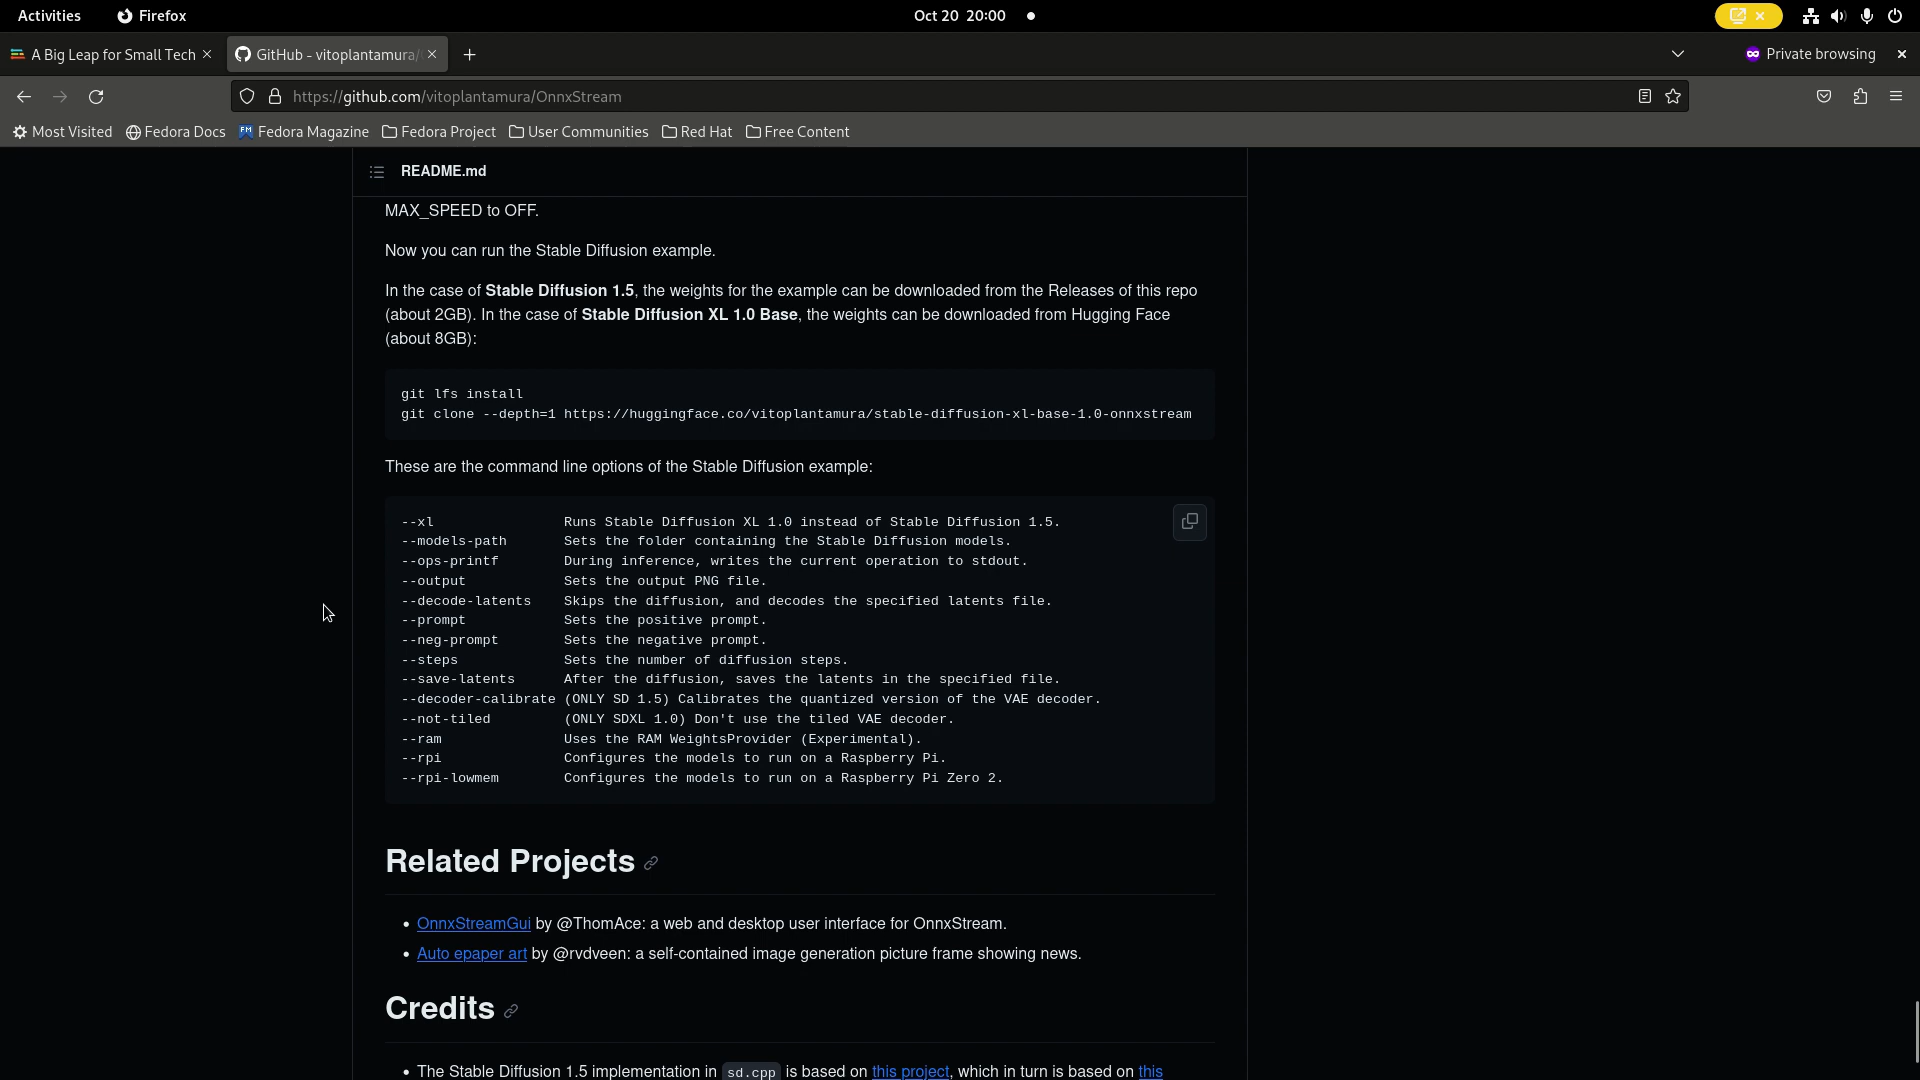 Activities Firefox Oct 20 20:00
A Big Leap for Small Tech GitHub - vitoplantamura/ Private browsing
https://github.com/vitoplantamura/OnnxStream
Most Visited Fedora Docs Fedora Magazine Fedora Project User Communities Red Hat Free Content
README.md
MAX_SPEED to OFF.
Now you can run the Stable Diffusion example.
In the case of Stable Diffusion 1.5, the weights for the example can be downloaded from the Releases of this repo
(about 2GB). In the case of Stable Diffusion XL 1.0 Base, the weights can be downloaded from Hugging Face
(about 8GB):
git lfs install
git clone --depth=1 https://huggingface.co/vitoplantamura/stable-diffusion-xl-base-1.0-onnxstream
These are the command line options of the Stable Diffusion example:
--xl Runs Stable Diffusion XL 1.0 instead of Stable Diffusion 1.5.
--models-path Sets the folder containing the Stable Diffusion models.
--ops-printf During inference, writes the current operation to stdout.
--output Sets the output PNG file.
--decode-latents Skips the diffusion, and decodes the specified latents file.
--prompt Sets the positive prompt.
--neg-prompt Sets the negative prompt.
--steps Sets the number of diffusion steps.
--save-latents After the diffusion, saves the latents in the specified file.
--decoder-calibrate (ONLY SD 1.5) Calibrates the quantized version of the VAE decoder.
--not-tiled (ONLY SDXL 1.0) Don't use the tiled VAE decoder.
--ram Uses the RAM WeightsProvider (Experimental).
--rpi Configures the models to run on a Raspberry Pi.
--rpi-lowmem Configures the models to run on a Raspberry Pi Zero 2.
Related Projects
• OnnxStreamGui by @ThomAce: a web and desktop user interface for OnnxStream.
• Auto epaper art by @rvdveen: a self-contained image generation picture frame showing news.
Credits
• The Stable Diffusion 1.5 implementation in sd.cpp is based on this project, which in turn is based on this